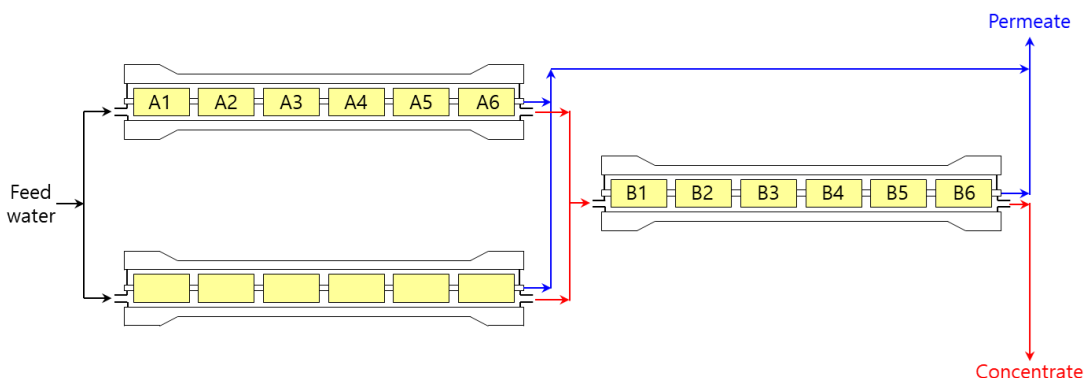 Permeate
A1 A2 A3 A4 A5 A6
B1 B2 B3 B4 B5 B6
Feed
water
Concentrate